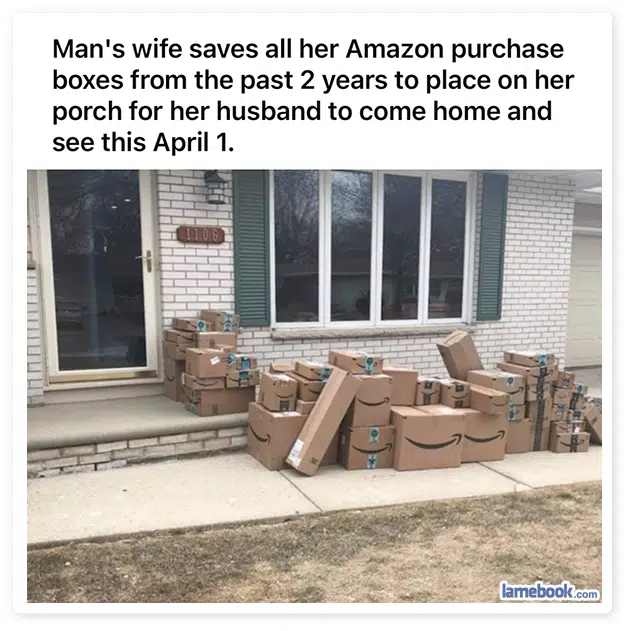 Man's wife saves all her Amazon purchase
boxes from the past 2 years to place on her
porch for her husband to come home and
see this April 1.
1106
lamebook.com